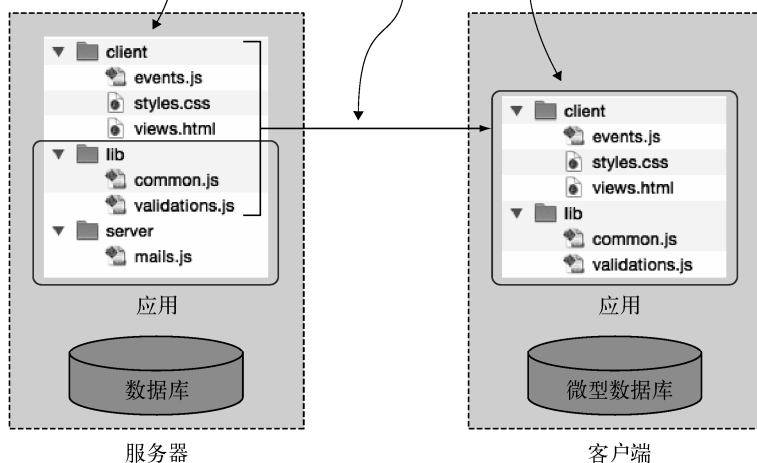 client
events.js
styles.css
views.html
lib
common.js
validations.js
server
mails.js
应用
数据库
服务器
client
events.js
styles.css
views.html
lib
common.js
validations.js
应用
微型数据库
客户端